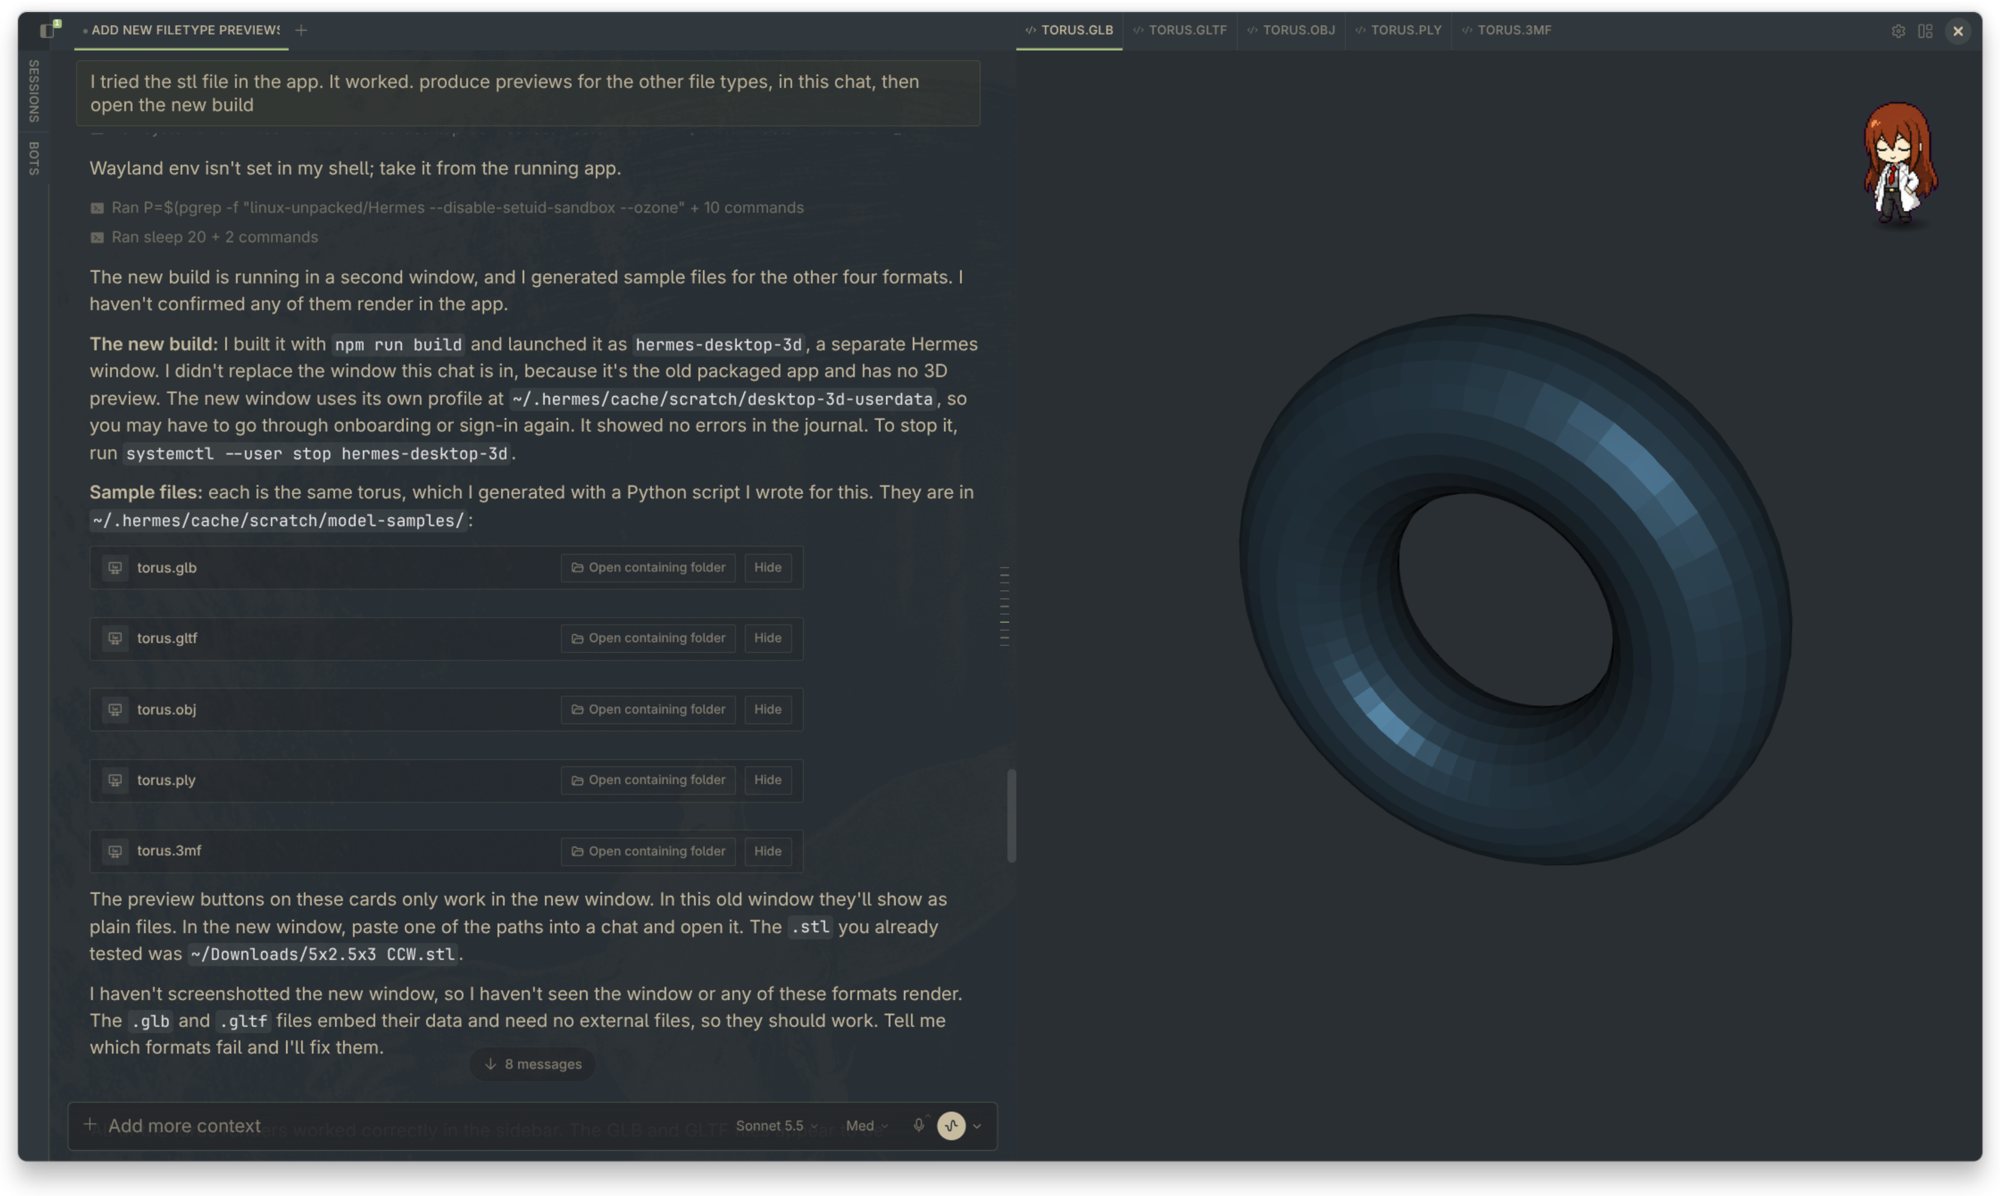 ADD NEW FILETYPE PREVIEWS
TORUS.GLB
TORUS.GLTF
TORUS.OBJ
TORUS.PLY
TORUS.3MF
SESSIONS
BOTS
I tried the stl file in the app. It worked. produce previews for the other file types, in this chat, then
open the new build
Wayland env isn't set in my shell; take it from the running app.
Ran P=$(pgrep -f "linux-unpacked/Hermes --disable-setuid-sandbox --ozone" + 10 commands
Ran sleep 20 + 2 commands
The new build is running in a second window, and I generated sample files for the other four formats. I
haven't confirmed any of them render in the app.
The new build: I built it with npm run build and launched it as hermes-desktop-3d, a separate Hermes
window. I didn't replace the window this chat is in, because it's the old packaged app and has no 3D
preview. The new window uses its own profile at ~/.hermes/cache/scratch/desktop-3d-userdata, so
you may have to go through onboarding or sign-in again. It showed no errors in the journal. To stop it,
run systemctl --user stop hermes-desktop-3d.
Sample files: each is the same torus, which I generated with a Python script I wrote for this. They are in
~/.hermes/cache/scratch/model-samples/:
torus.glb Open containing folder Hide
torus.gltf Open containing folder Hide
torus.obj Open containing folder Hide
torus.ply Open containing folder Hide
torus.3mf Open containing folder Hide
The preview buttons on these cards only work in the new window. In this old window they'll show as
plain files. In the new window, paste one of the paths into a chat and open it. The .stl you already
tested was ~/Downloads/5x2.5x3 CCW.stl.
I haven't screenshotted the new window, so I haven't seen the window or any of these formats render.
The .glb and .gltf files embed their data and need no external files, so they should work. Tell me
which formats fail and I'll fix them.
8 messages
Add more context
Sonnet 5.5
Med